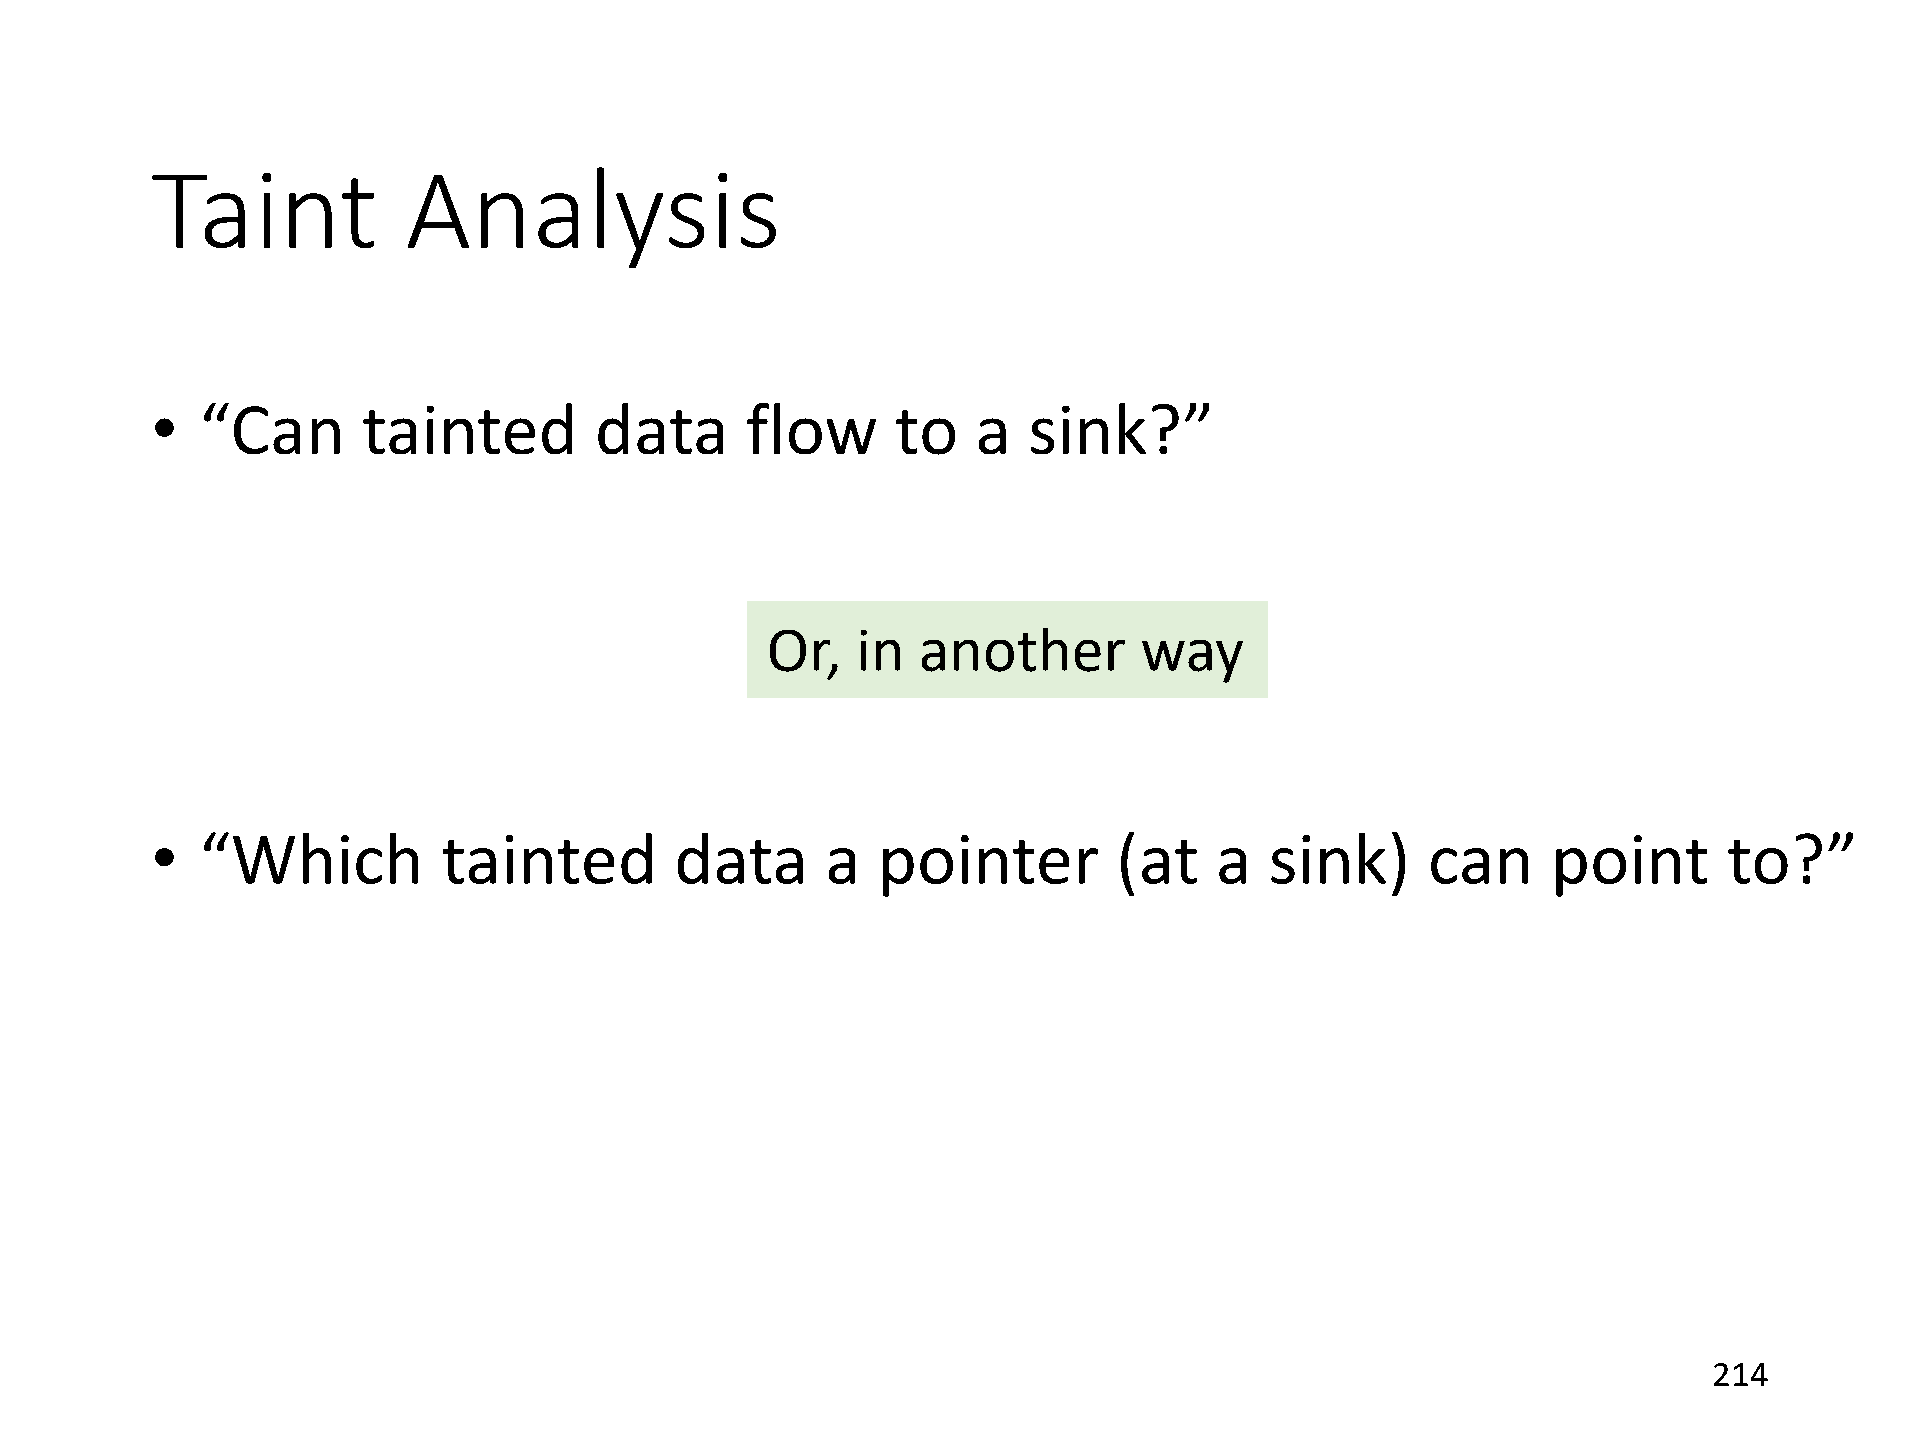 Taint Analysis
• “Can tainted data flow to a sink?”
Or, in another way
• “Which tainted data a pointer (at a sink) can point to?”
214